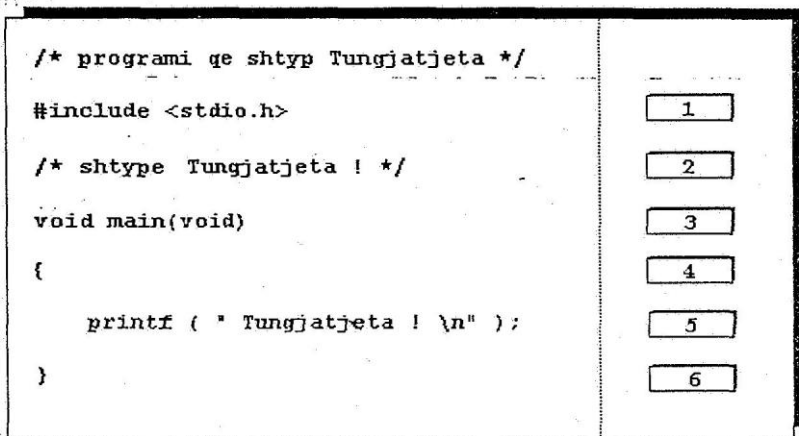 /* programi qe shtyp Tungjatjeta */
#include <stdio.h> 1
/* shtype Tungjatjeta ! */ 2
void main(void) 3
{ 4
printf ( " Tungjatjeta ! \n" ); 5
} 6